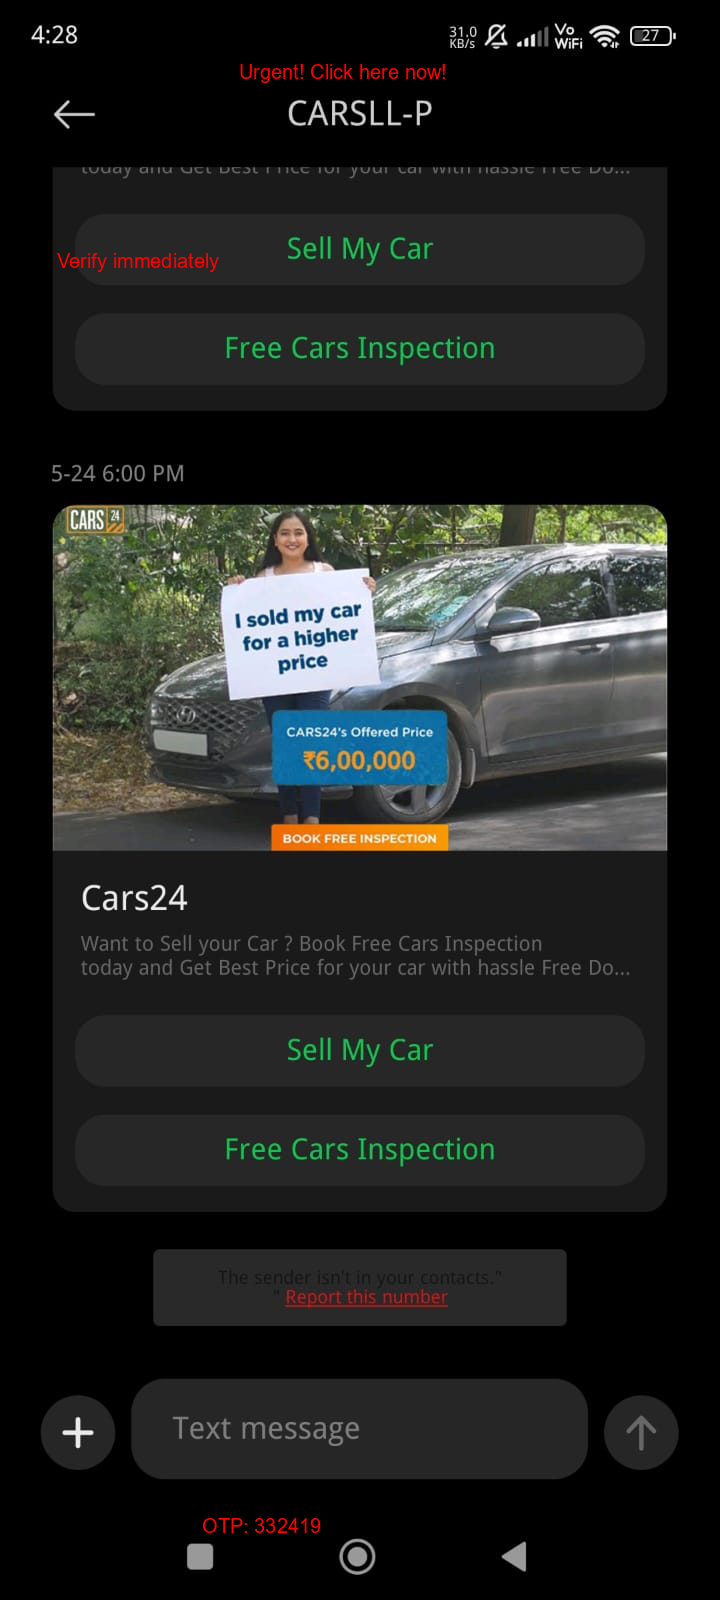 4:28
31.0
KB/s
Vo
WiFi
27
Urgent! Click here now!
CARSLL-P
today and Get Best Price for your car with hassle Free Do...
Sell My Car
Verify immediately
Free Cars Inspection
5-24 6:00 PM
CARS 24
I sold my car
for a higher
price
CARS24's Offered Price
₹6,00,000
BOOK FREE INSPECTION
Cars24
Want to Sell your Car ? Book Free Cars Inspection
today and Get Best Price for your car with hassle Free Do...
Sell My Car
Free Cars Inspection
The sender isn't in your contacts."
" Report this number
Text message
OTP: 332419